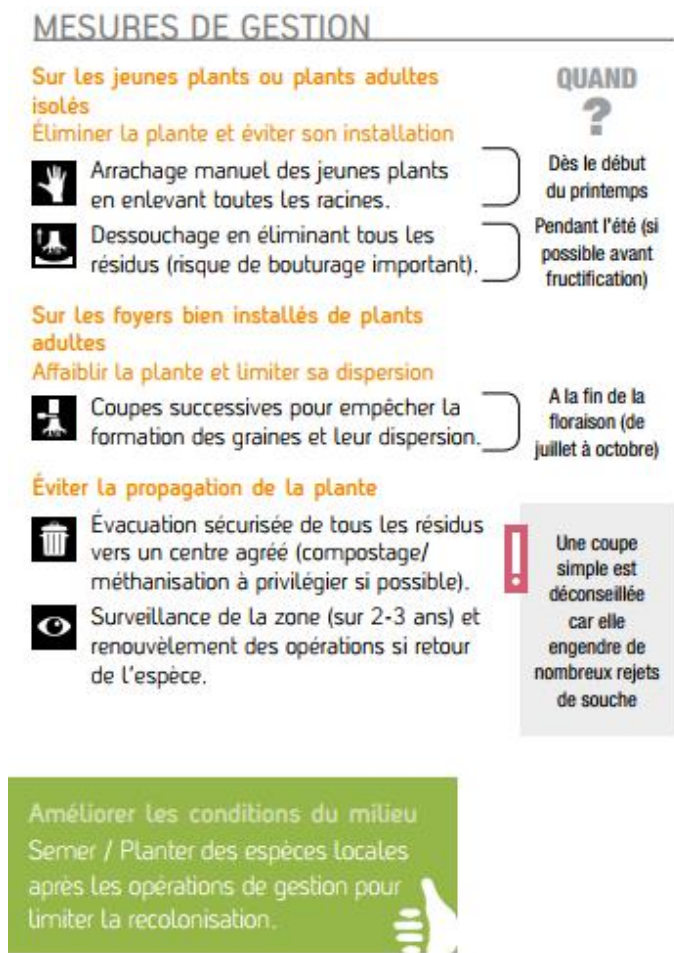 MESURES DE GESTION
Sur les jeunes plants ou plants adultes
isolés
Éliminer la plante et éviter son installation
Arrachage manuel des jeunes plants
en enlevant toutes les racines.
Dessouchage en éliminant tous les
résidus (risque de bouturage important).
QUAND
?
Dès le début
du printemps
Pendant l'été (si
possible avant
fructification)
Sur les foyers bien installés de plants
adultes
Affaiblir la plante et limiter sa dispersion
Coupes successives pour empêcher la
formation des graines et leur dispersion.
A la fin de la
floraison (de
juillet à octobre)
Éviter la propagation de la plante
Évacuation sécurisée de tous les résidus
vers un centre agréé (compostage/
méthanisation à privilégier si possible).
Surveillance de la zone (sur 2-3 ans) et
renouvèlement des opérations si retour
de l'espèce.
!
Une coupe
simple est
déconseillée
car elle
engendre de
nombreux rejets
de souche
Améliorer les conditions du milieu
Semer / Planter des espèces locales
après les opérations de gestion pour
limiter la recolonisation.